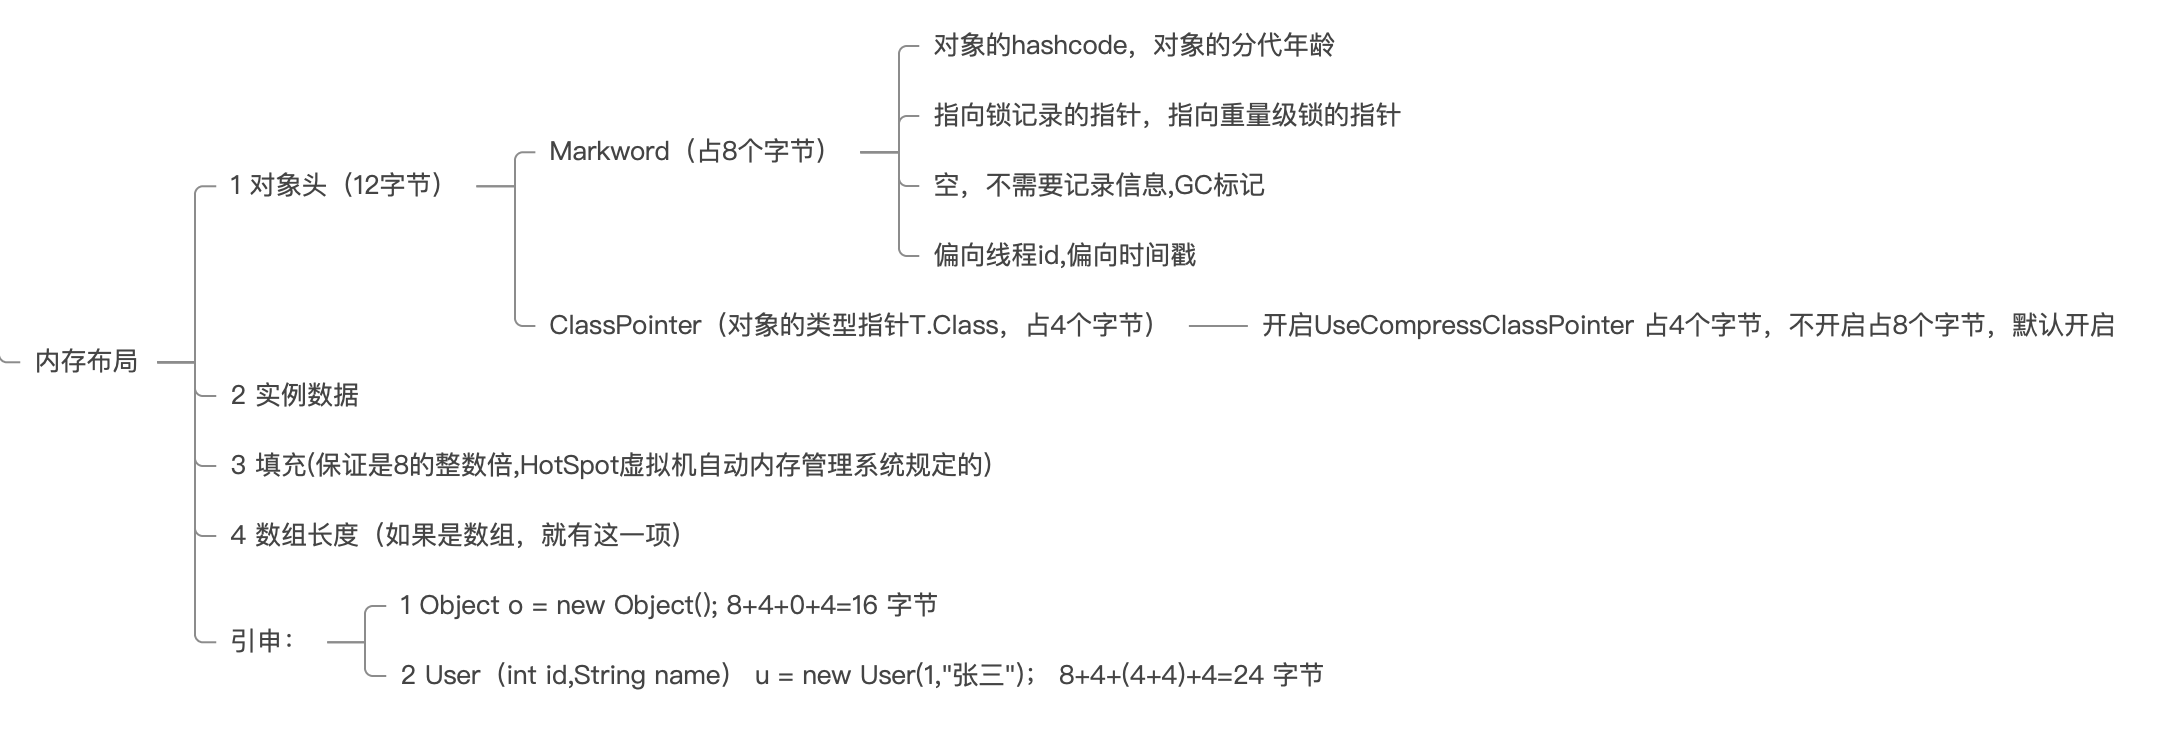 对象的hashcode，对象的分代年龄
指向锁记录的指针，指向重量级锁的指针
Markword（占8个字节）
1 对象头（12字节）
空，不需要记录信息,GC标记
偏向线程id,偏向时间戳
ClassPointer（对象的类型指针T.Class，占4个字节）
开启UseCompressClassPointer 占4个字节，不开启占8个字节，默认开启
内存布局
2 实例数据
3 填充(保证是8的整数倍,HotSpot虚拟机自动内存管理系统规定的)
4 数组长度（如果是数组，就有这一项）
引申：
1 Object o = new Object(); 8+4+0+4=16 字节
2 User（int id,String name） u = new User(1,"张三"）； 8+4+(4+4)+4=24 字节